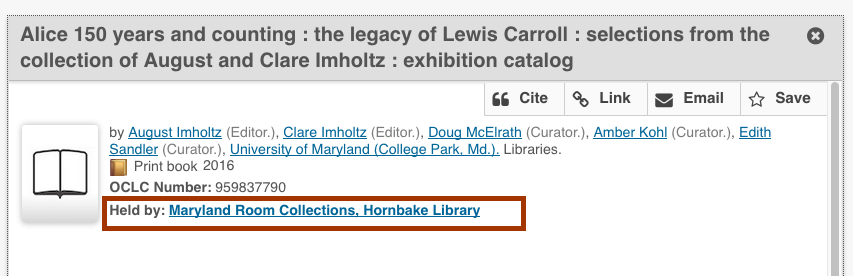 Alice 150 years and counting : the legacy of Lewis Carroll : selections from the
collection of August and Clare Imholtz : exhibition catalog
Cite Link Email Save
by August Imholtz (Editor.), Clare Imholtz (Editor.), Doug McElrath (Curator.), Amber Kohl (Curator.), Edith
Sandler (Curator.), University of Maryland (College Park, Md.). Libraries.
Print book 2016
OCLC Number: 959837790
Held by: Maryland Room Collections, Hornbake Library